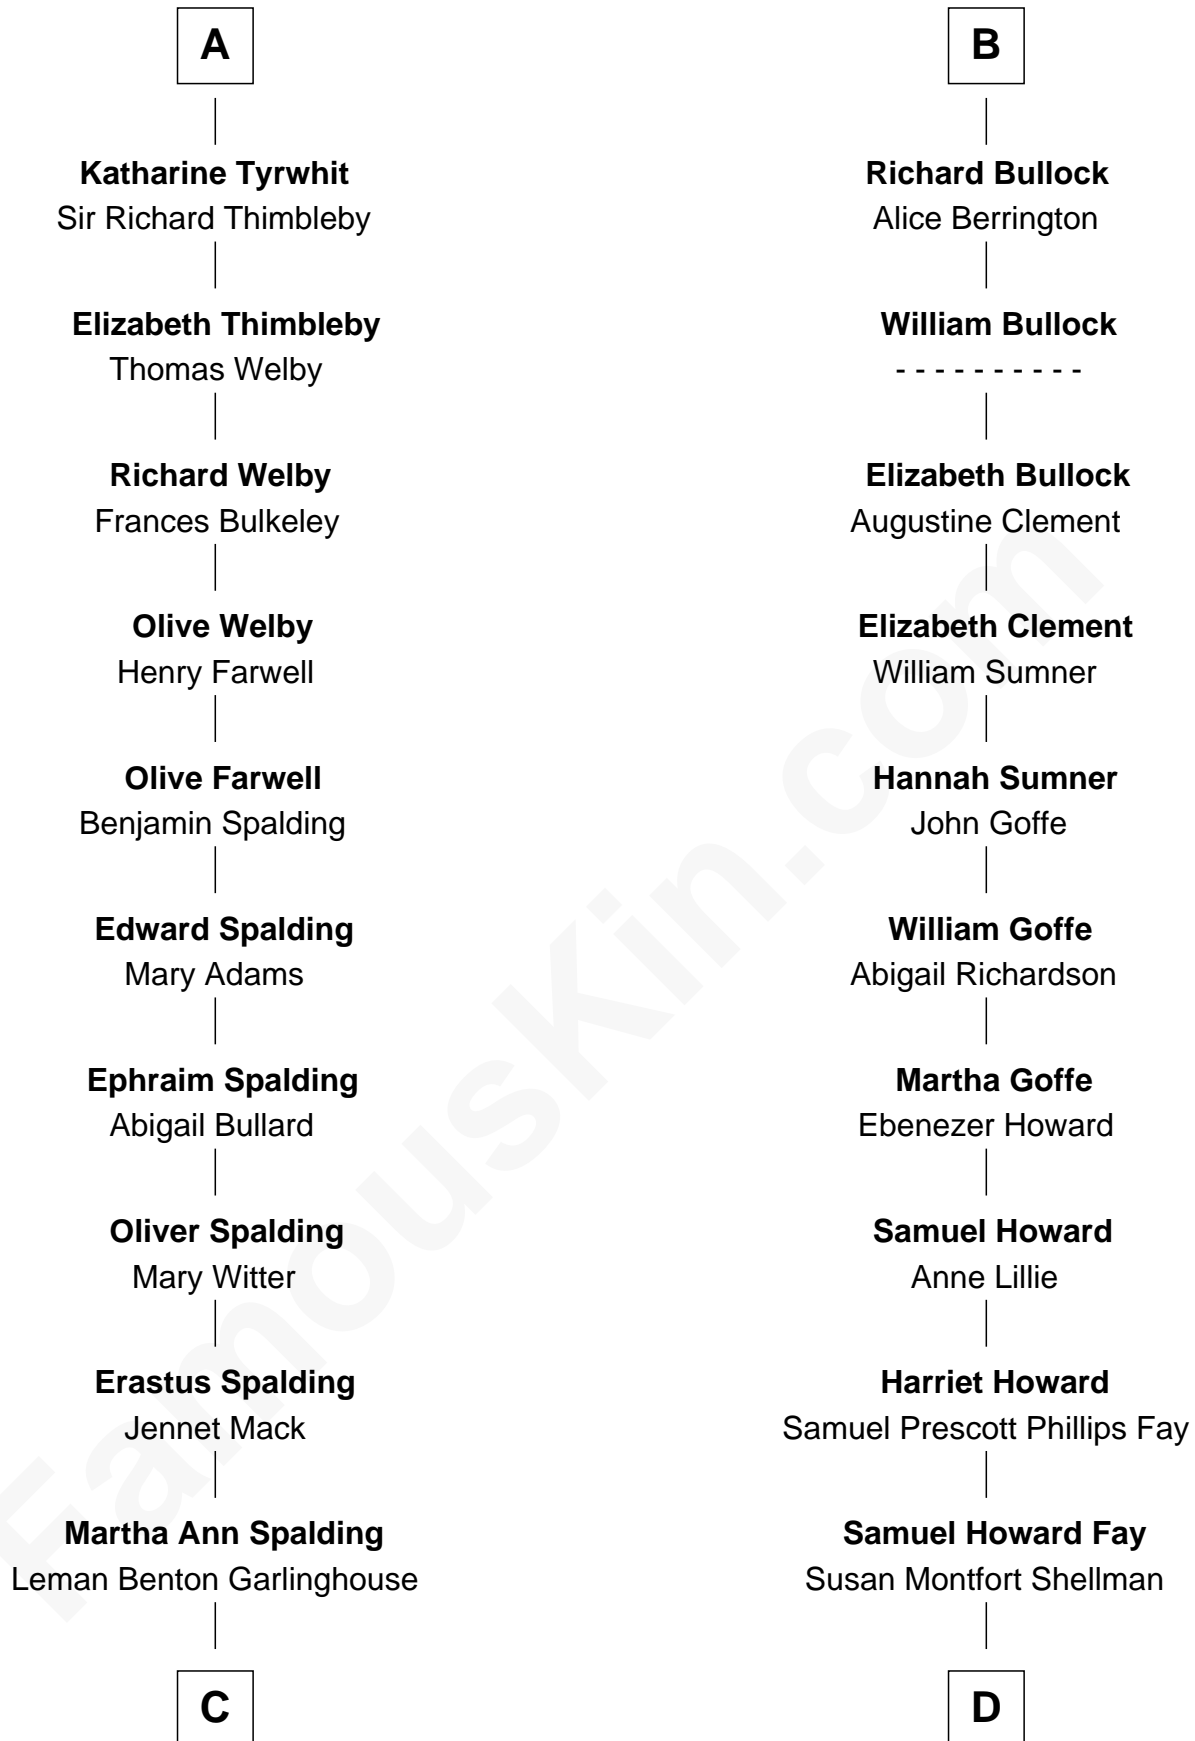 A
Katharine Tyrwhit
Sir Richard Thimbleby
Elizabeth Thimbleby
Thomas Welby
Richard Welby
Frances Bulkeley
Olive Welby
Henry Farwell
Olive Farwell
Benjamin Spalding
Edward Spalding
Mary Adams
Ephraim Spalding
Abigail Bullard
Oliver Spalding
Mary Witter
Erastus Spalding
Jennet Mack
Martha Ann Spalding
Leman Benton Garlinghouse
C
B
Richard Bullock
Alice Berrington
William Bullock
- - - - - - - - - -
Elizabeth Bullock
Augustine Clement
Elizabeth Clement
William Sumner
Hannah Sumner
John Goffe
William Goffe
Abigail Richardson
Martha Goffe
Ebenezer Howard
Samuel Howard
Anne Lillie
Harriet Howard
Samuel Prescott Phillips Fay
Samuel Howard Fay
Susan Montfort Shellman
D
FamousKin.com